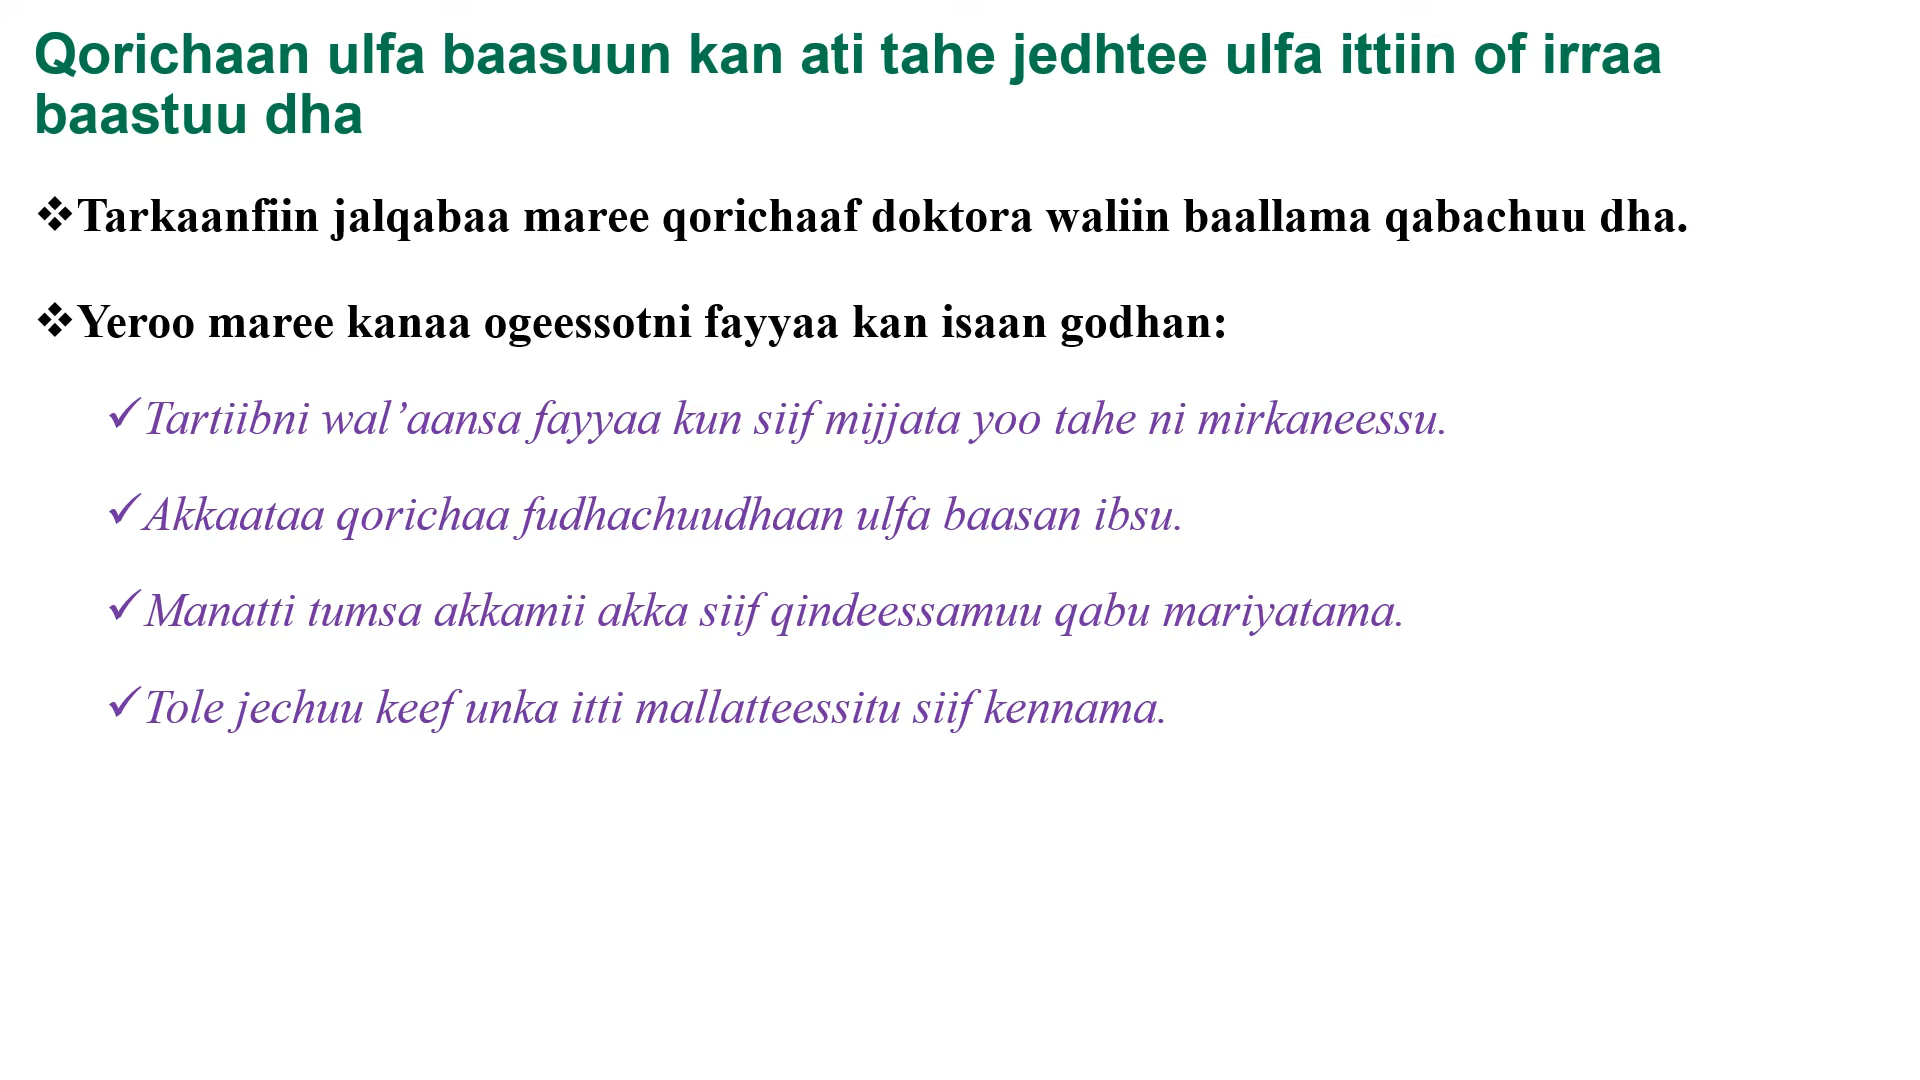 Qorichaan ulfa baasuun kan ati tahe jedhtee ulfa ittiin of irraa
baastuu dha
❖Tarkaanfiin jalqabaa maree qorichaaf doktora waliin baallama qabachuu dha.
❖Yeroo maree kanaa ogeessotni fayyaa kan isaan godhan:
✓Tartiibni wal’aansa fayyaa kun siif mijjata yoo tahe ni mirkaneessu.
✓Akkaataa qorichaa fudhachuudhaan ulfa baasan ibsu.
✓Manatti tumsa akkamii akka siif qindeessamuu qabu mariyatama.
✓Tole jechuu keef unka itti mallatteessitu siif kennama.